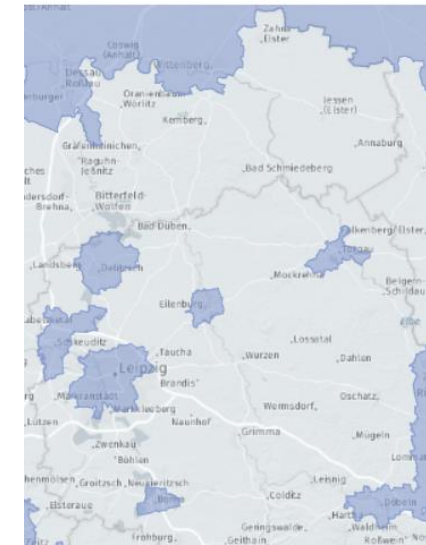 Zahna
Elster
Coswig
(Anhalt)
Wittenberg
Dessau
Roßlau
Oranienbaum
Wörlitz
Jessen
(Elster)
Kemberg
Annaburg
Gräfenhainichen
Raguhn
Jeßnitz
Bad Schmiedeberg
Brehna
Bitterfeld-
Wolfen
Bad Düben
Falkenberg/Elster
Torgau
Landsberg
Delitzsch
Mockrehna
Belgern-
Schildau
Eilenburg
Elbe
Schkeuditz
Lossatal
Taucha
Wurzen
Dahlen
Leipzig
Brandis
Markranstädt
Oschatz
Wermsdorf
Markkleeberg
Naunhof
Lützen
Grimma
Mügeln
Zwenkau
Böhlen
Leisnig
Groitzsch
Neukieritzsch
Colditz
Borna
Döbeln
Elsteraue
Hartha
Geringswalde
Waldheim
Zeitz
Frohburg
Geithain
Roßwein